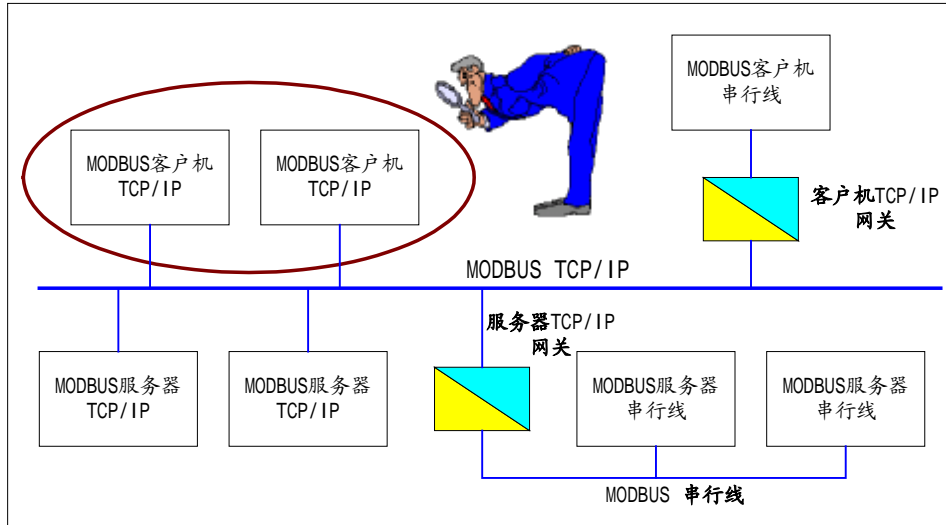 MODBUS客户机
串行线
MODBUS客户机
TCP/IP
MODBUS客户机
TCP/IP
客户机TCP/IP
网关
MODBUS TCP/IP
服务器TCP/IP
网关
MODBUS服务器
TCP/IP
MODBUS服务器
TCP/IP
MODBUS服务器
串行线
MODBUS服务器
串行线
MODBUS 串行线